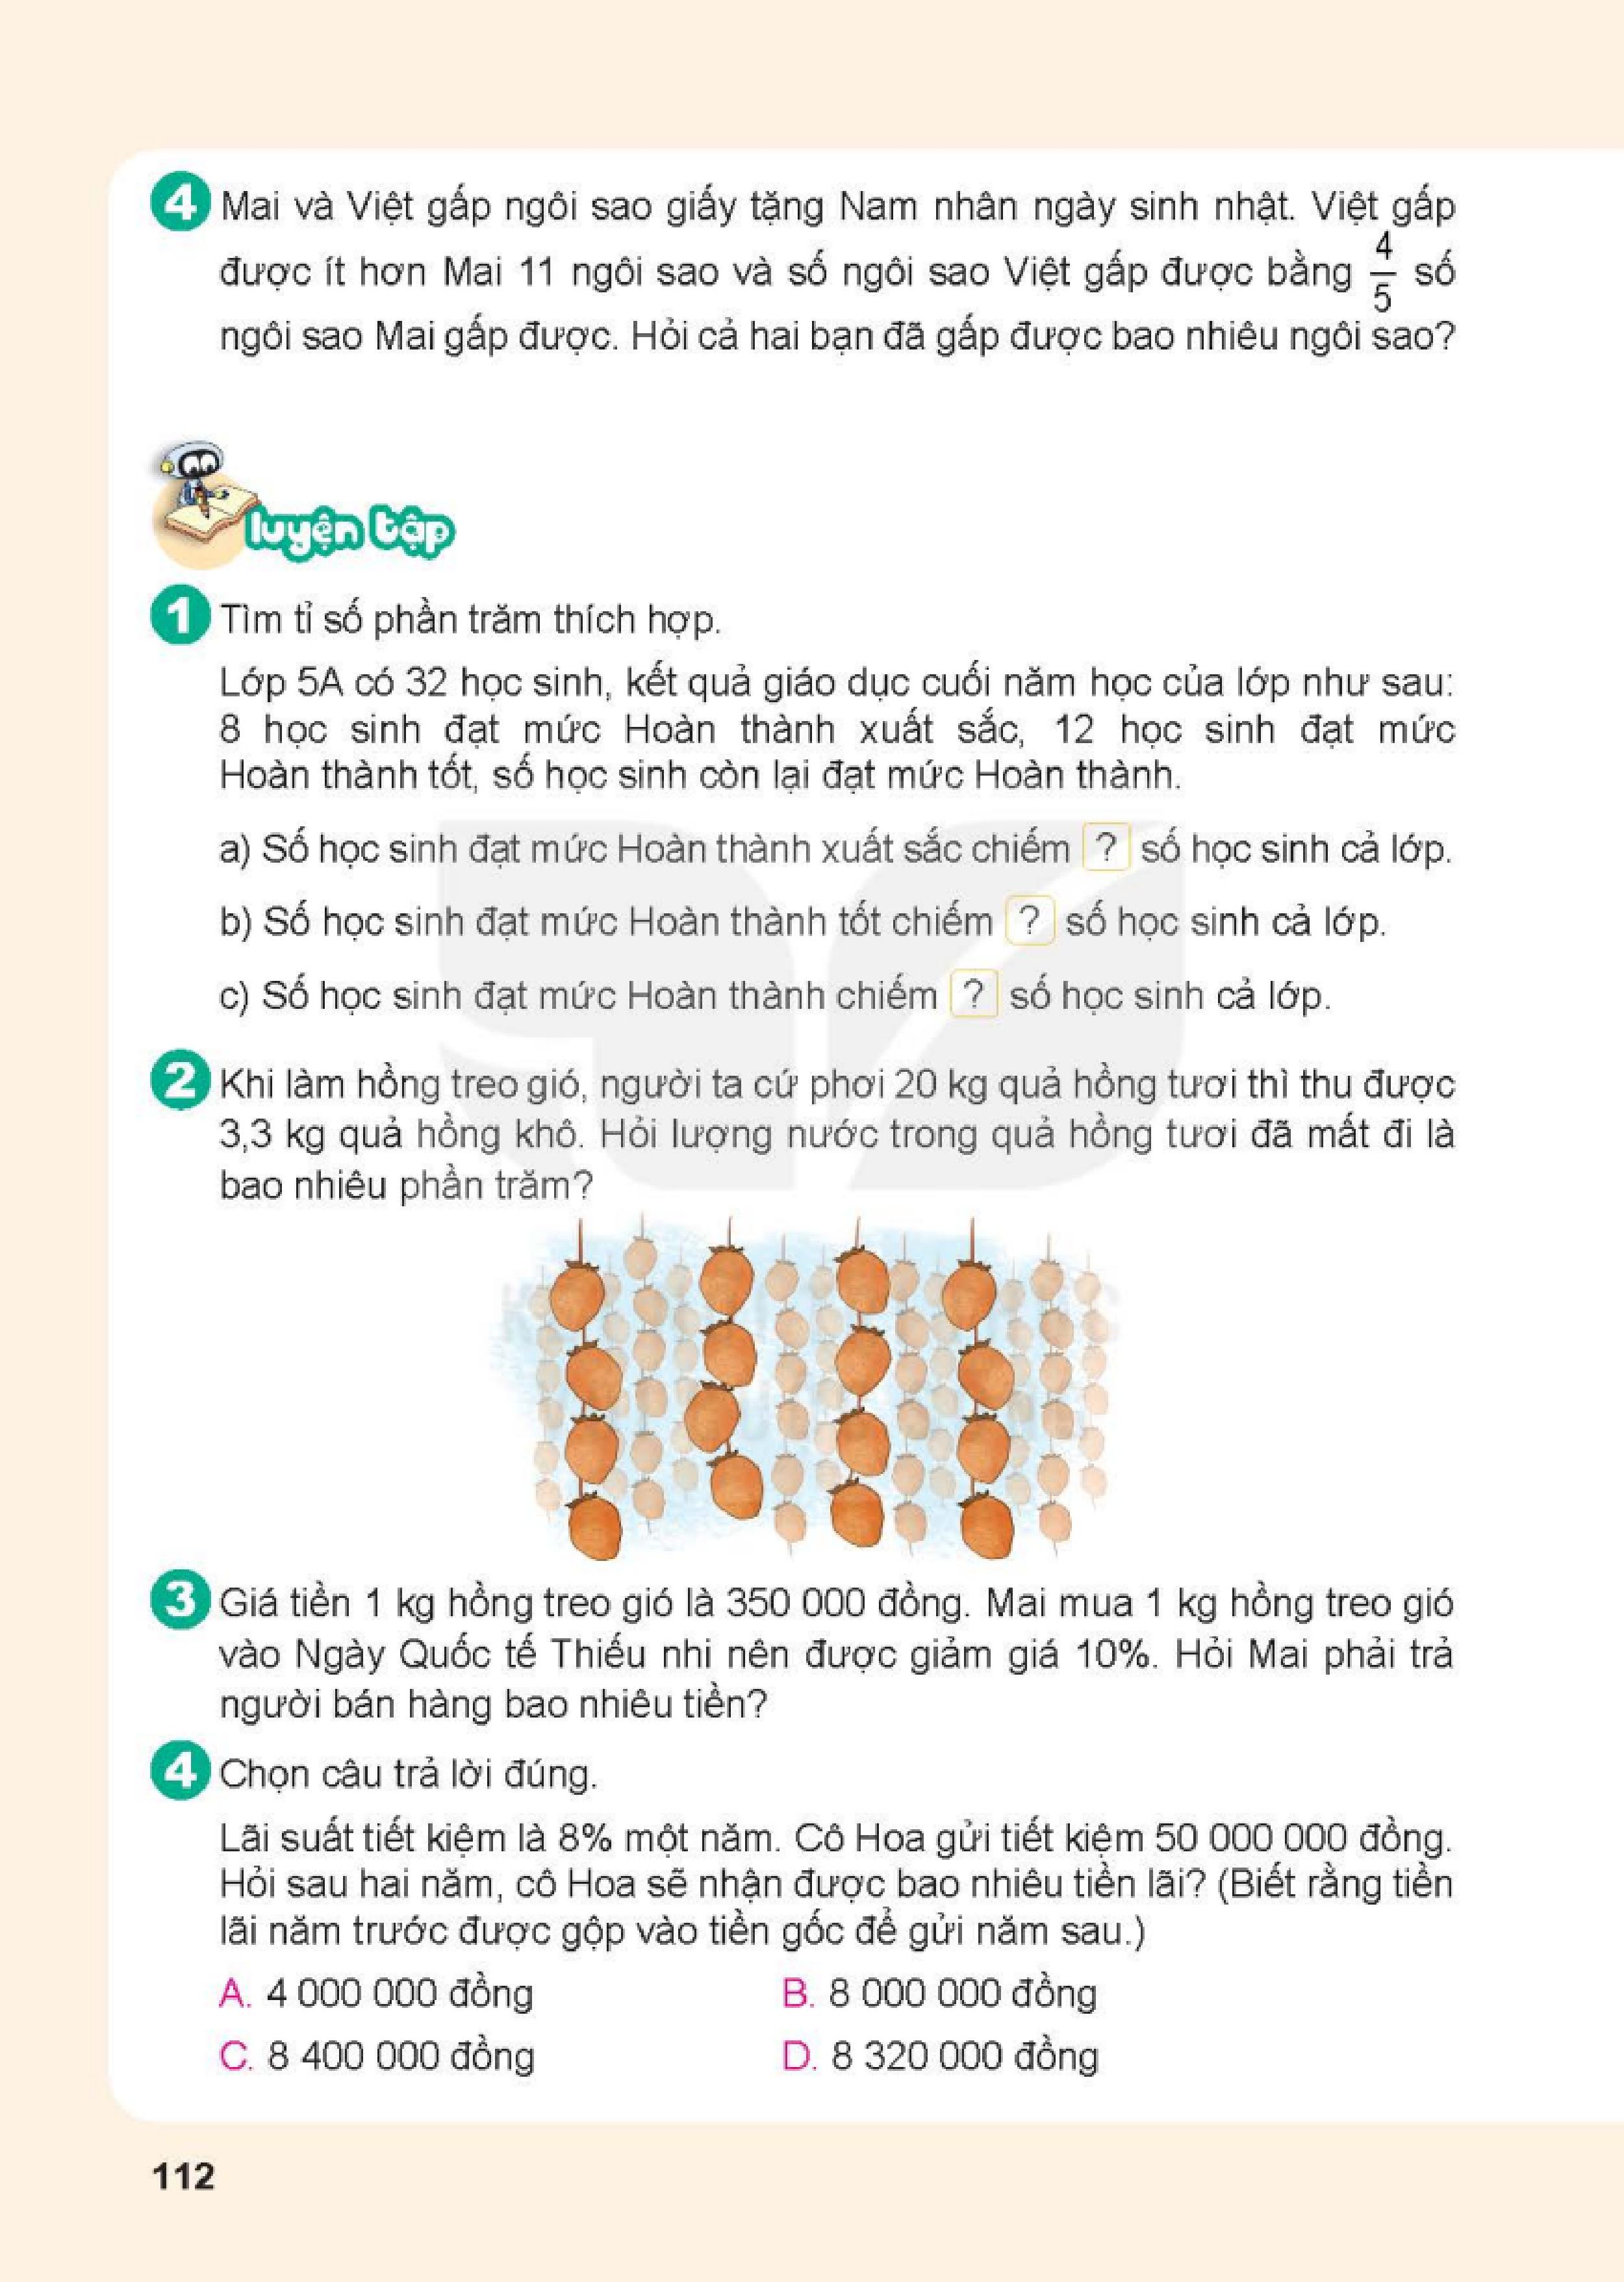 4 Mai và Việt gấp ngôi sao giấy tặng Nam nhân ngày sinh nhật. Việt gấp
được ít hơn Mai 11 ngôi sao và số ngôi sao Việt gấp được bằng 4/5 số
ngôi sao Mai gấp được. Hỏi cả hai bạn đã gấp được bao nhiêu ngôi sao?
luyện tập
1 Tìm tỉ số phần trăm thích hợp.
Lớp 5A có 32 học sinh, kết quả giáo dục cuối năm học của lớp như sau:
8 học sinh đạt mức Hoàn thành xuất sắc, 12 học sinh đạt mức
Hoàn thành tốt, số học sinh còn lại đạt mức Hoàn thành.
a) Số học sinh đạt mức Hoàn thành xuất sắc chiếm ? số học sinh cả lớp.
b) Số học sinh đạt mức Hoàn thành tốt chiếm ? số học sinh cả lớp.
c) Số học sinh đạt mức Hoàn thành chiếm ? số học sinh cả lớp.
2 Khi làm hồng treo gió, người ta cứ phơi 20 kg quả hồng tươi thì thu được
3,3 kg quả hồng khô. Hỏi lượng nước trong quả hồng tươi đã mất đi là
bao nhiêu phần trăm?
3 Giá tiền 1 kg hồng treo gió là 350 000 đồng. Mai mua 1 kg hồng treo gió
vào Ngày Quốc tế Thiếu nhi nên được giảm giá 10%. Hỏi Mai phải trả
người bán hàng bao nhiêu tiền?
4 Chọn câu trả lời đúng.
Lãi suất tiết kiệm là 8% một năm. Cô Hoa gửi tiết kiệm 50 000 000 đồng.
Hỏi sau hai năm, cô Hoa sẽ nhận được bao nhiêu tiền lãi? (Biết rằng tiền
lãi năm trước được gộp vào tiền gốc để gửi năm sau.)
A. 4 000 000 đồng B. 8 000 000 đồng
C. 8 400 000 đồng D. 8 320 000 đồng
112